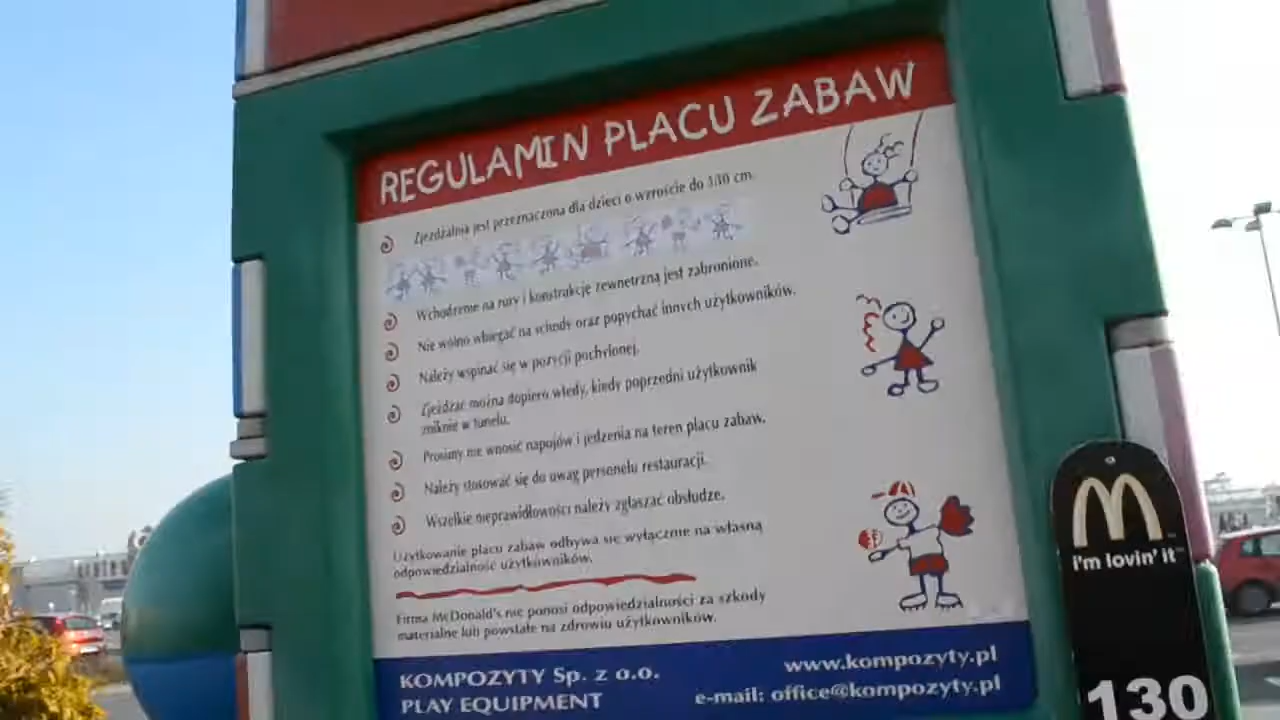 REGULAMIN PLACU ZABAW
Zjeżdżalnia jest przeznaczona dla dzieci o wzroście do 130 cm.
Wchodzenie na rury i konstrukcję zewnętrzną jest zabronione.
Nie wolno wbiegać na schody oraz popychać innych użytkowników.
Należy wspinać się w pozycji pochylonej.
Zjeżdżać można dopiero wtedy, kiedy poprzedni użytkownik
zniknie w tunelu.
Prosimy nie wnosić napojów i jedzenia na teren placu zabaw.
Należy stosować się do uwag personelu restauracji.
Wszelkie nieprawidłowości należy zgłaszać obsłudze.
Użytkowanie placu zabaw odbywa się wyłącznie na własną
odpowiedzialność użytkowników.
Firma McDonald's nie ponosi odpowiedzialności za szkody
materialne lub powstałe na zdrowiu użytkowników.
KOMPOZYTY Sp. z o.o.
PLAY EQUIPMENT
www.kompozyty.pl
e-mail: office@kompozyty.pl
i'm lovin' it™
130